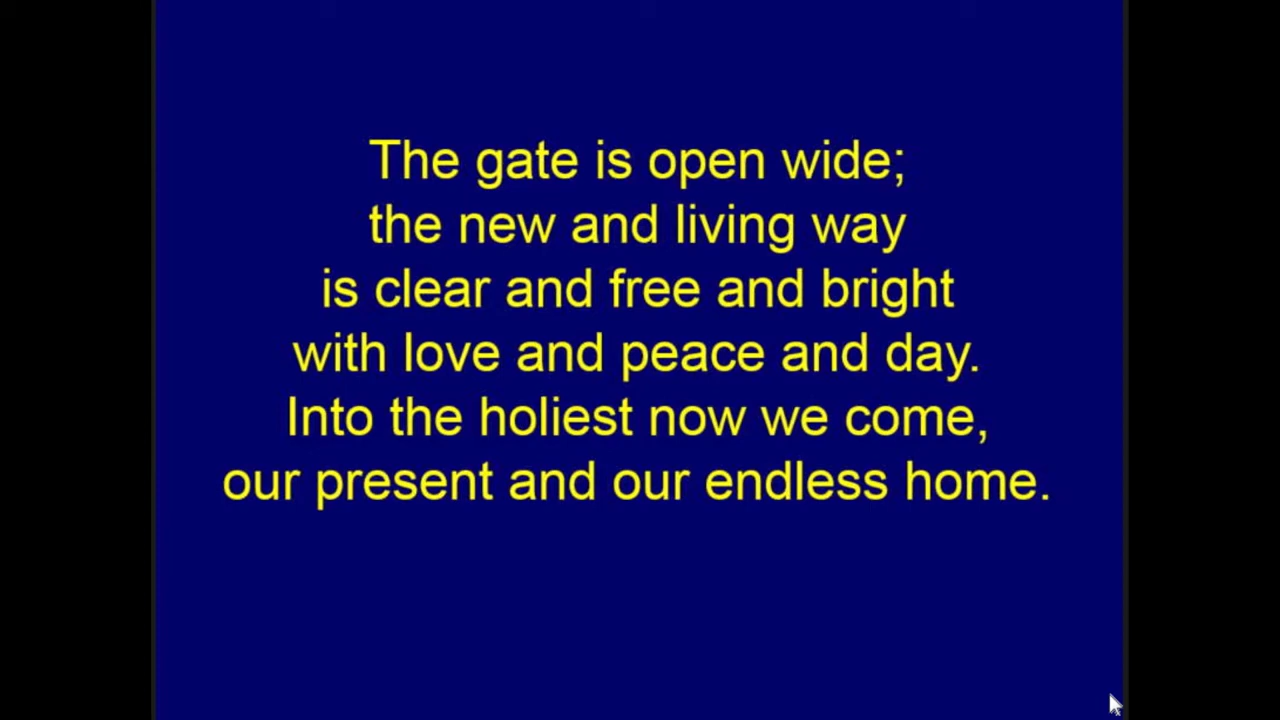 The gate is open wide;
the new and living way
is clear and free and bright
with love and peace and day.
Into the holiest now we come,
our present and our endless home.